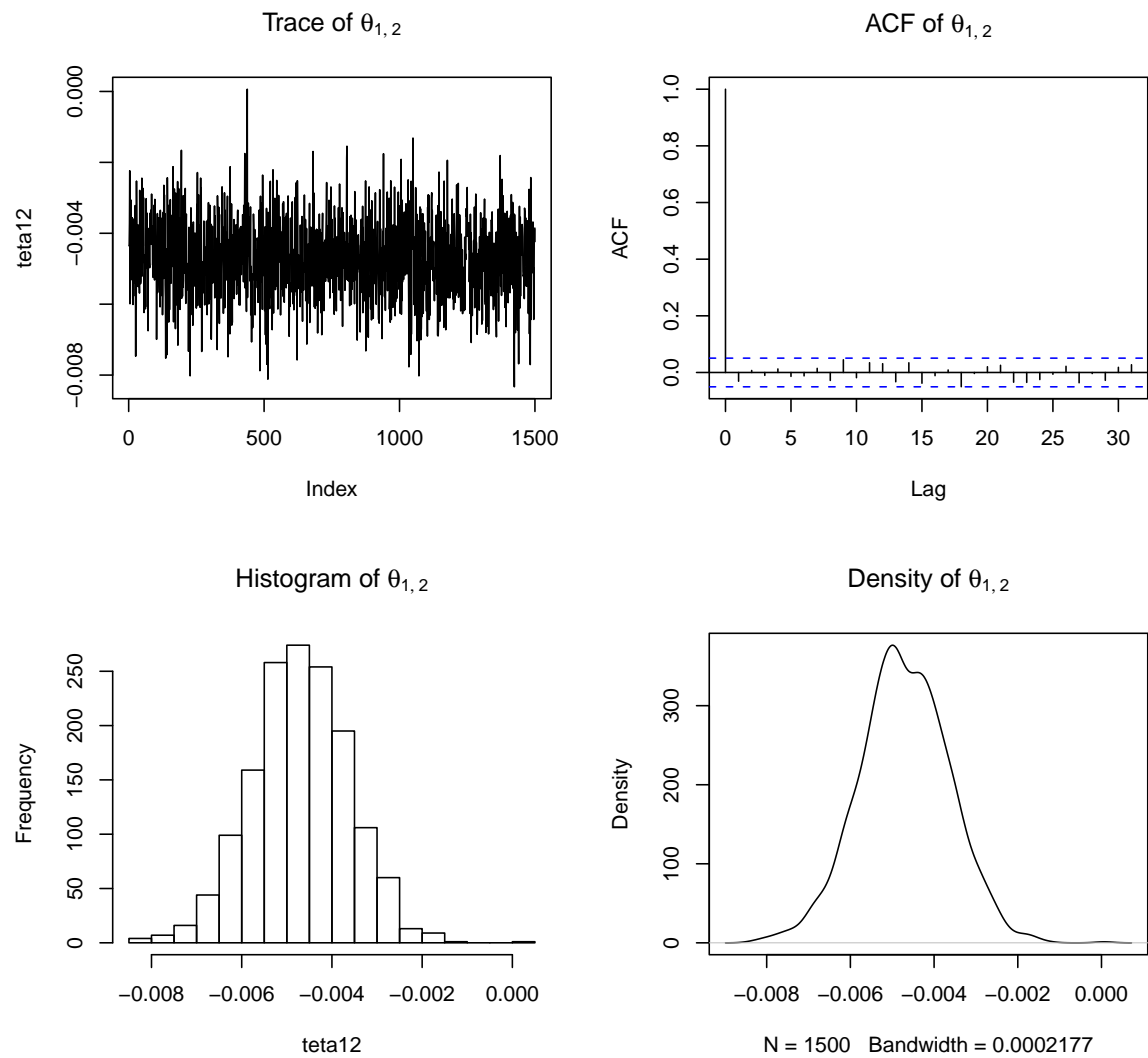 Trace of θ1, 2
teta12
0.000
−0.004
−0.008
0 500 1000 1500
Index
ACF of θ1, 2
ACF
1.0
0.8
0.6
0.4
0.2
0.0
0 5 10 15 20 25 30
Lag
Histogram of θ1, 2
Frequency
250
200
150
100
50
0
−0.008 −0.006 −0.004 −0.002 0.000
teta12
Density of θ1, 2
Density
300
200
100
0
−0.008 −0.006 −0.004 −0.002 0.000
N = 1500 Bandwidth = 0.0002177